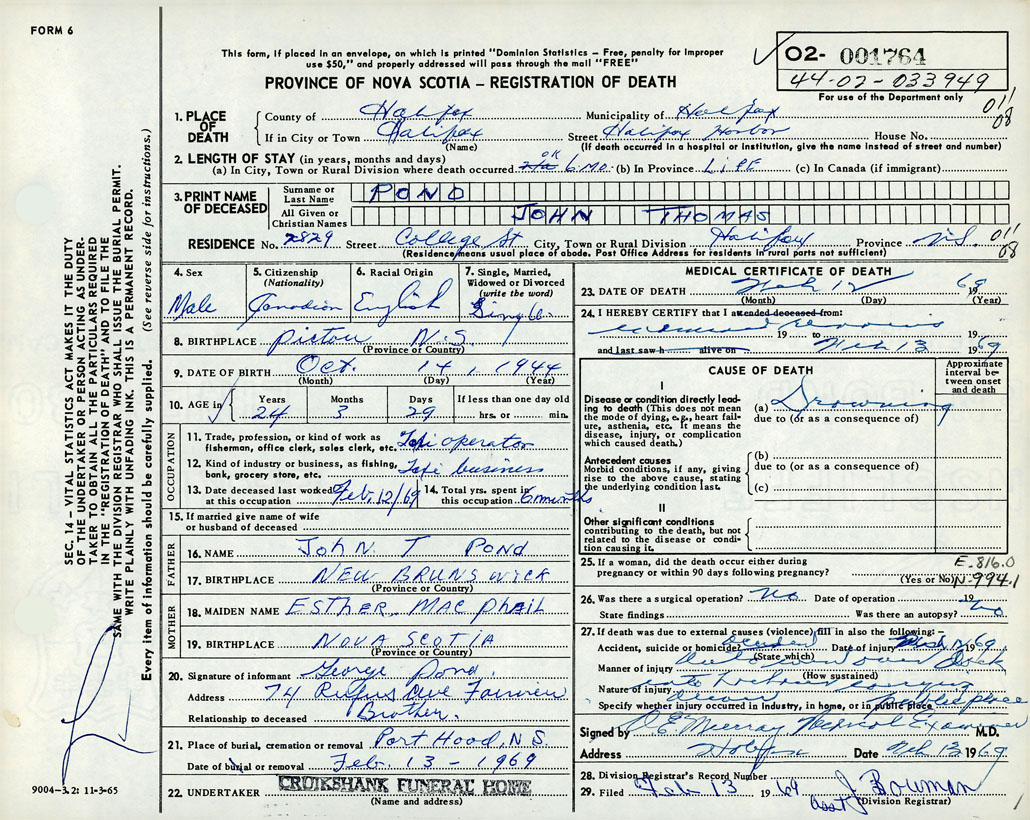 FORM 6
This form, if placed in an envelope, on which is printed "Dominion Statistics – Free, penalty for improper
use $50," and properly addressed will pass through the mail "FREE"
PROVINCE OF NOVA SCOTIA – REGISTRATION OF DEATH
O2- 001764
44-02-033949
For use of the Department only
011
08
1. PLACE OF DEATH
County of Halifax Municipality of Halifax
If in City or Town Halifax Street Halifax Harbor House No.
(Name) (If death occurred in a hospital or institution, give the name instead of street and number)
2. LENGTH OF STAY (in years, months and days)
(a) In City, Town or Rural Division where death occurred OK 6 MO. (b) In Province LIFE (c) In Canada (if immigrant)
3. PRINT NAME OF DECEASED
Surname or Last Name POND
All Given or Christian Names JOHN THOMAS
RESIDENCE No. 2829 Street College St City, Town or Rural Division Halifax Province N.S. 011
08
(Residence means usual place of abode. Post Office Address for residents in rural parts not sufficient)
4. Sex
Male
5. Citizenship
(Nationality)
Canadian
6. Racial Origin
English
7. Single, Married,
Widowed or Divorced
(write the word)
Single
8. BIRTHPLACE Pictou N.S.
(Province or Country)
9. DATE OF BIRTH Oct. 14, 1944
(Month) (Day) (Year)
10. AGE in
Years Months Days If less than one day old
24 3 29 hrs. or min.
OCCUPATION
11. Trade, profession, or kind of work as
fisherman, office clerk, sales clerk, etc. Taxi operator
12. Kind of industry or business, as fishing,
bank, grocery store, etc. Taxi business
13. Date deceased last worked
at this occupation Feb. 12/69
14. Total yrs. spent in
this occupation 6 months
15. If married give name of wife
or husband of deceased
FATHER
16. NAME JOHN T POND
17. BIRTHPLACE NEW BRUNSWICK
(Province or Country)
MOTHER
18. MAIDEN NAME ESTHER MACPHAIL
19. BIRTHPLACE NOVA SCOTIA
(Province or Country)
20. Signature of informant George Pond
Address 74 Rufus Ave Fairview
Relationship to deceased Brother.
21. Place of burial, cremation or removal Port Hood, N.S.
Date of burial or removal Feb. 13 - 1969
22. UNDERTAKER CRUIKSHANK FUNERAL HOME
(Name and address)
MEDICAL CERTIFICATE OF DEATH
23. DATE OF DEATH Feb 12 69
(Month) (Day) (Year)
24. I HEREBY CERTIFY that I attended deceased from:
19 to 19
and last saw h alive on Feb 13 1969
CAUSE OF DEATH
Approximate interval between onset and death
I
Disease or condition directly leading
to death (This does not mean
the mode of dying, e.g., heart failure,
asthenia, etc. It means the
disease, injury, or complication
which caused death.)
(a) Drowning
due to (or as a consequence of)
Antecedent causes
Morbid conditions, if any, giving
rise to the above cause, stating
the underlying condition last.
(b)
due to (or as a consequence of)
(c)
II
Other significant conditions
contributing to the death, but not
related to the disease or condition
causing it.
25. If a woman, did the death occur either during
pregnancy or within 90 days following pregnancy?
(Yes or No)
E-816.0
N-994.1
26. Was there a surgical operation? No Date of operation 19
State findings Was there an autopsy? No
27. If death was due to external causes (violence) fill in also the following:–
Accident, suicide or homicide? accident Date of injury Feb 12 1969
(State which)
Manner of injury Auto over dock
(How sustained)
Nature of injury
Specify whether injury occurred in industry, in home, or in public place public place
Signed by D E Murray Medical Examiner M.D.
Address Halifax Date Feb 13 1969
28. Division Registrar's Record Number
29. Filed Feb 13 1969 J Bowman
Asst (Division Registrar)
SEC. 14 – VITAL STATISTICS ACT MAKES IT THE DUTY
OF THE UNDERTAKER OR PERSON ACTING AS UNDER-
TAKER TO OBTAIN ALL THE PARTICULARS REQUIRED
IN THE "REGISTRATION OF DEATH" AND TO FILE THE
SAME WITH THE DIVISION REGISTRAR WHO SHALL ISSUE THE BURIAL PERMIT.
WRITE PLAINLY WITH UNFADING INK. THIS IS A PERMANENT RECORD.
Every item of information should be carefully supplied. (See reverse side for instructions.)
9004-3.2: 11-3-65
1